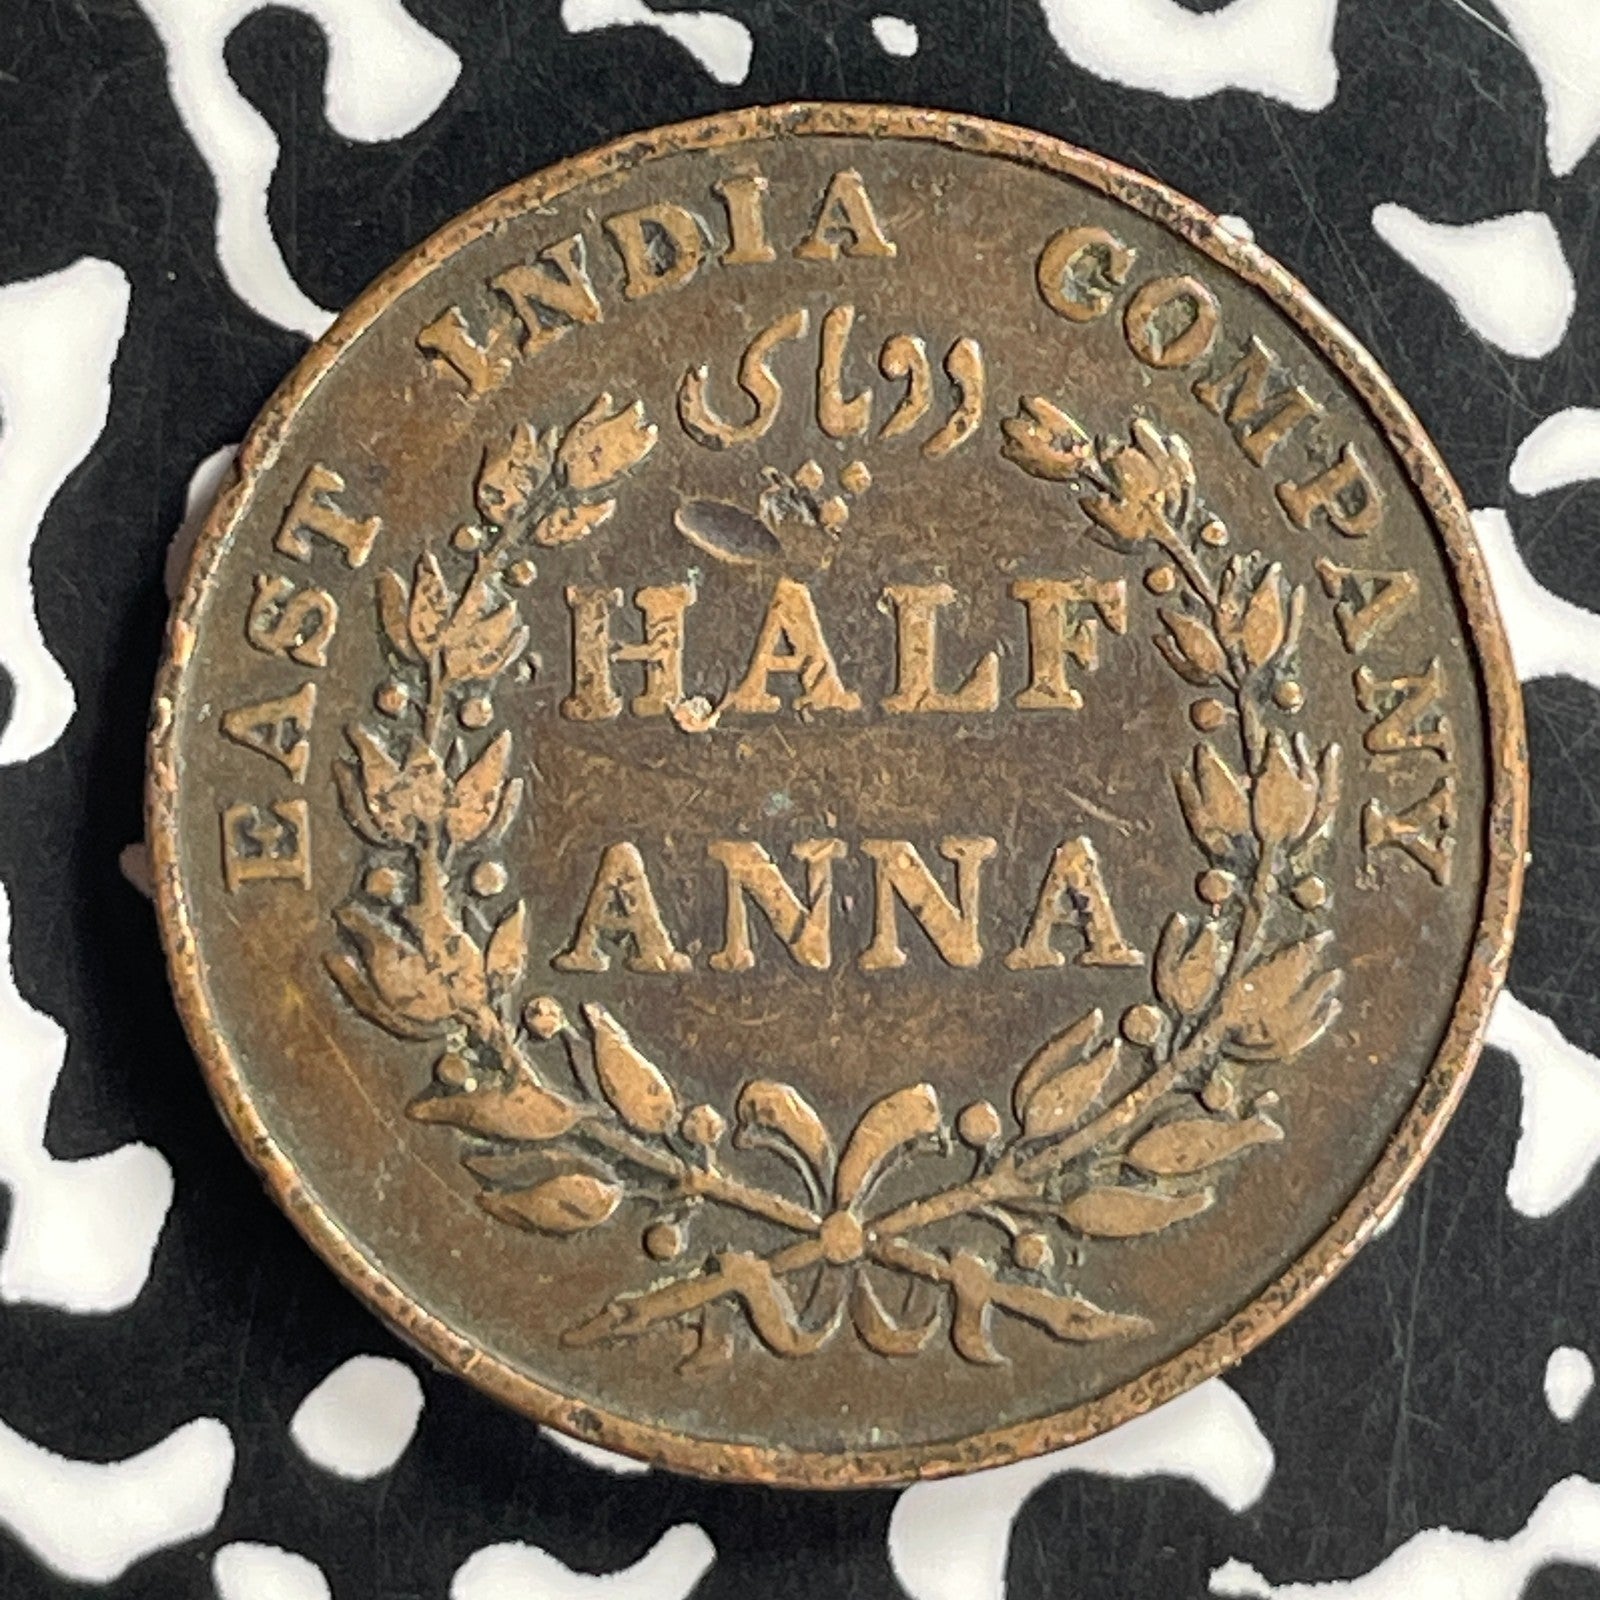 EAST INDIA COMPANY
دو پای
HALF
ANNA